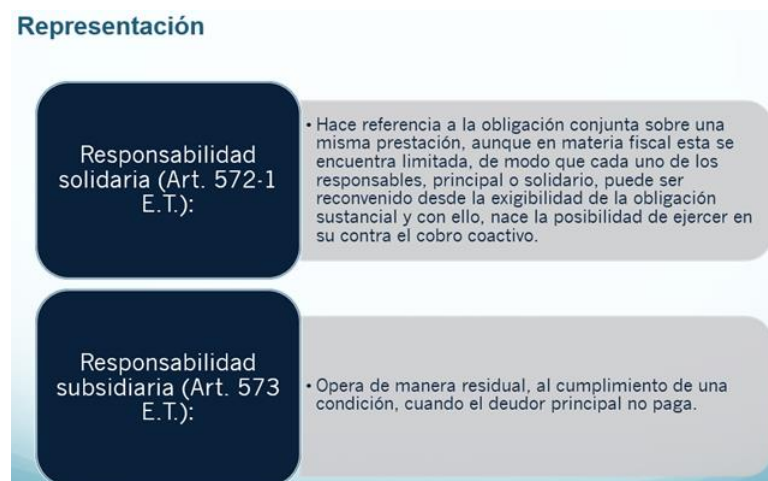 Representación
Responsabilidad
solidaria (Art. 572-1
E.T.):
• Hace referencia a la obligación conjunta sobre una
misma prestación, aunque en materia fiscal esta se
encuentra limitada, de modo que cada uno de los
responsables, principal o solidario, puede ser
reconvenido desde la exigibilidad de la obligación
sustancial y con ello, nace la posibilidad de ejercer en
su contra el cobro coactivo.
Responsabilidad
subsidiaria (Art. 573
E.T.):
• Opera de manera residual, al cumplimiento de una
condición, cuando el deudor principal no paga.